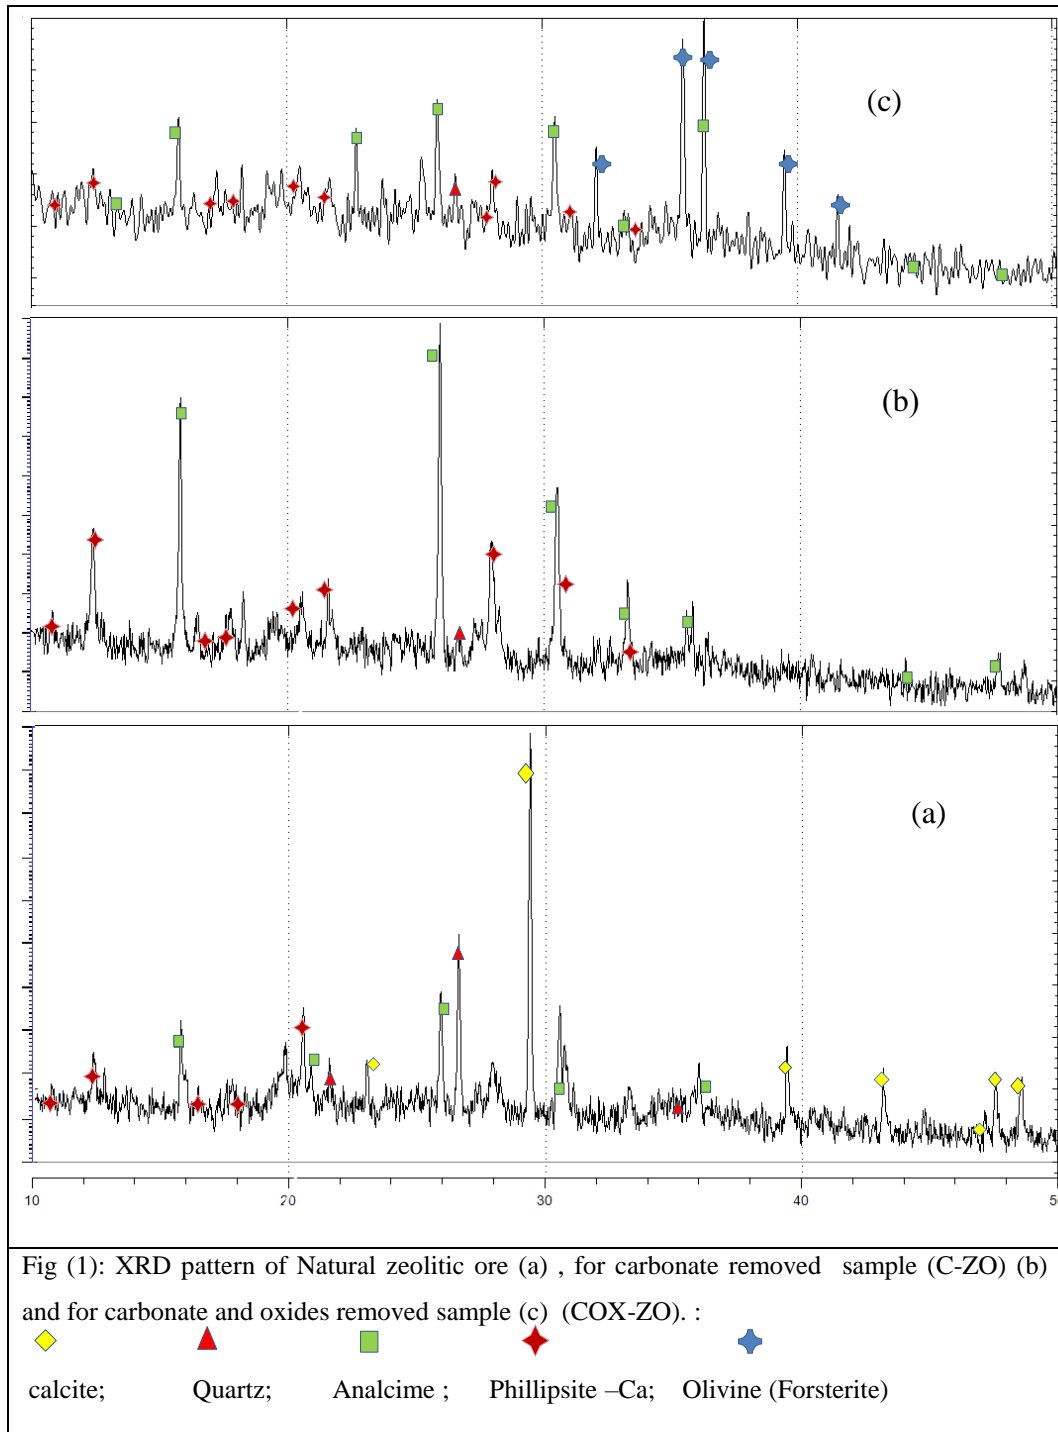 (c)
(b)
(a)
10 20 30 40 5
Fig (1): XRD pattern of Natural zeolitic ore (a) , for carbonate removed sample (C-ZO) (b)
and for carbonate and oxides removed sample (c) (COX-ZO). :
calcite; Quartz; Analcime ; Phillipsite –Ca; Olivine (Forsterite)